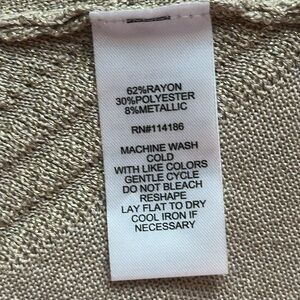 62%RAYON
30%POLYESTER
8%METALLIC
RN#114186
MACHINE WASH
COLD
WITH LIKE COLORS
GENTLE CYCLE
DO NOT BLEACH
RESHAPE
LAY FLAT TO DRY
COOL IRON IF
NECESSARY